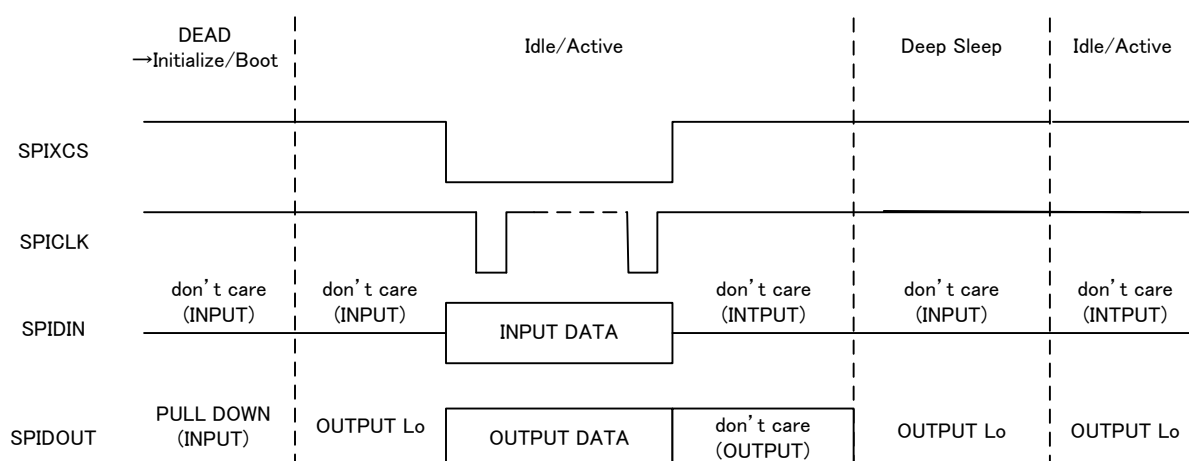 DEAD
→Initialize/Boot
Idle/Active
Deep Sleep
Idle/Active
SPIXCS
SPICLK
SPIDIN
don't care
(INPUT)
don't care
(INPUT)
INPUT DATA
don't care
(INTPUT)
don't care
(INPUT)
don't care
(INTPUT)
SPIDOUT
PULL DOWN
(INPUT)
OUTPUT Lo
OUTPUT DATA
don't care
(OUTPUT)
OUTPUT Lo
OUTPUT Lo